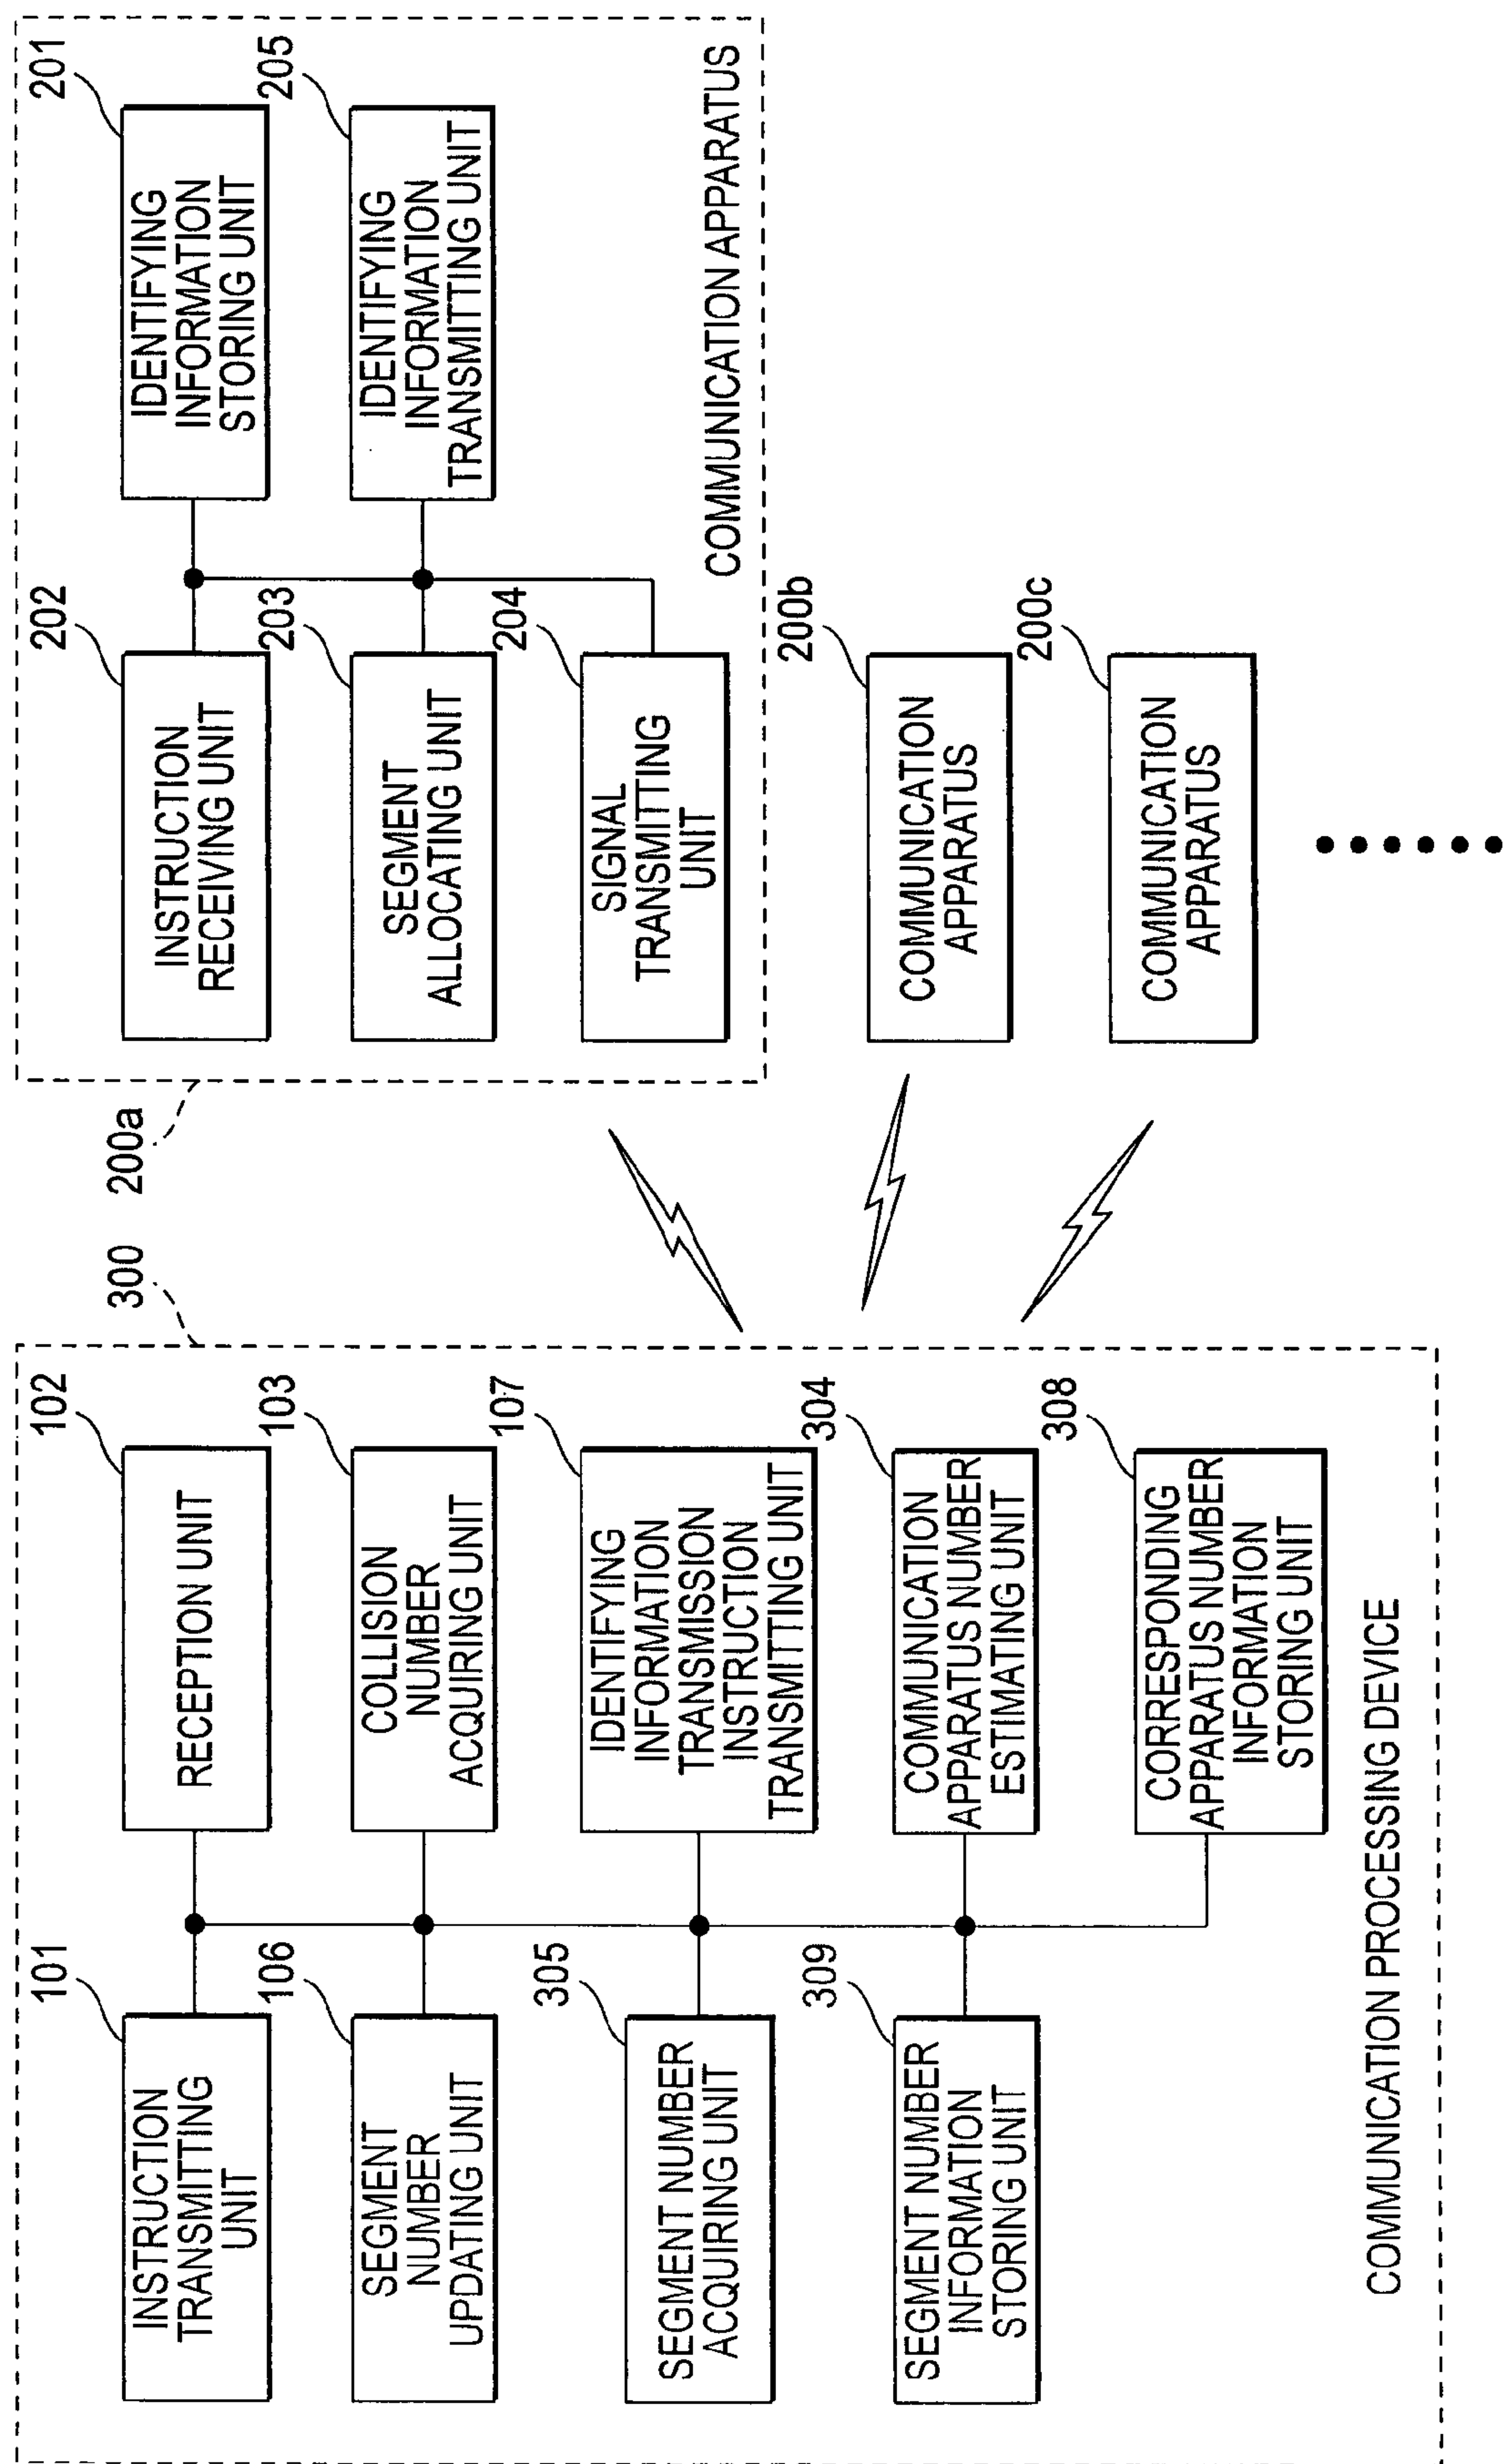 300
101
INSTRUCTION
TRANSMITTING
UNIT
102
RECEPTION UNIT
106
SEGMENT
NUMBER
UPDATING UNIT
103
COLLISION
NUMBER
ACQUIRING UNIT
305
SEGMENT NUMBER
ACQUIRING UNIT
107
IDENTIFYING
INFORMATION
TRANSMISSION
INSTRUCTION
TRANSMITTING UNIT
309
SEGMENT NUMBER
INFORMATION
STORING UNIT
304
COMMUNICATION
APPARATUS NUMBER
ESTIMATING UNIT
308
CORRESPONDING
APPARATUS NUMBER
INFORMATION
STORING UNIT
COMMUNICATION PROCESSING DEVICE
200a
202
INSTRUCTION
RECEIVING UNIT
201
IDENTIFYING
INFORMATION
STORING UNIT
203
SEGMENT
ALLOCATING UNIT
205
IDENTIFYING
INFORMATION
TRANSMITTING UNIT
204
SIGNAL
TRANSMITTING
UNIT
COMMUNICATION APPARATUS
200b
COMMUNICATION
APPARATUS
200c
COMMUNICATION
APPARATUS